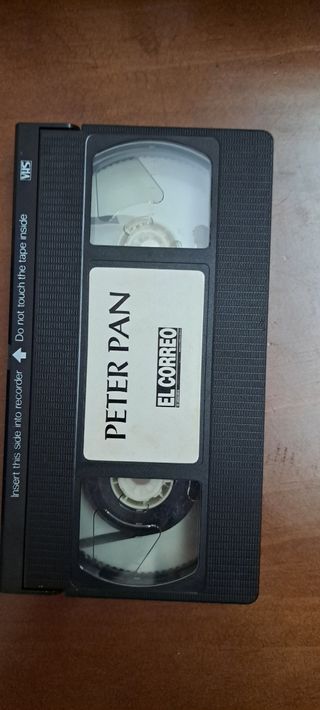 PETER PAN
EL CORREO
Insert this side into recorder
Do not touch the tape inside
VHS